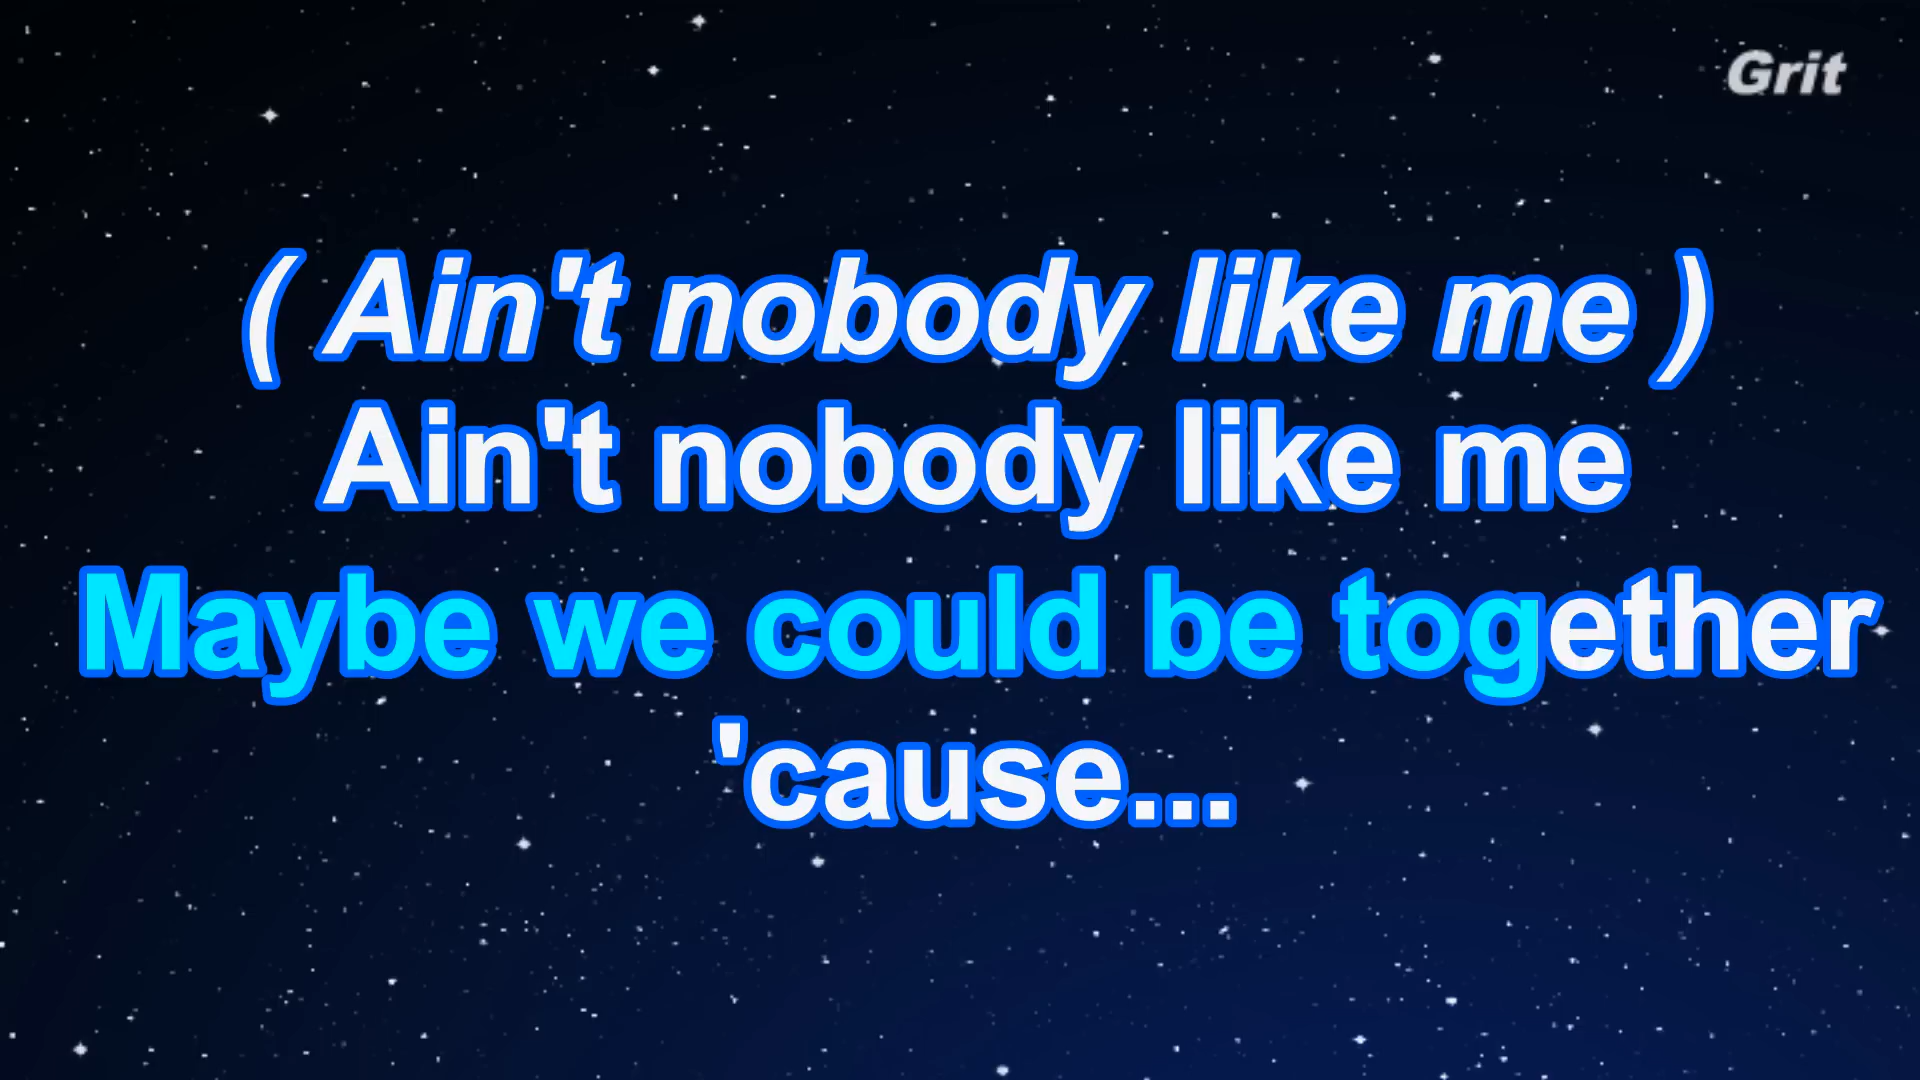 Grit
( Ain't nobody like me )
Ain't nobody like me
Maybe we could be together
'cause...